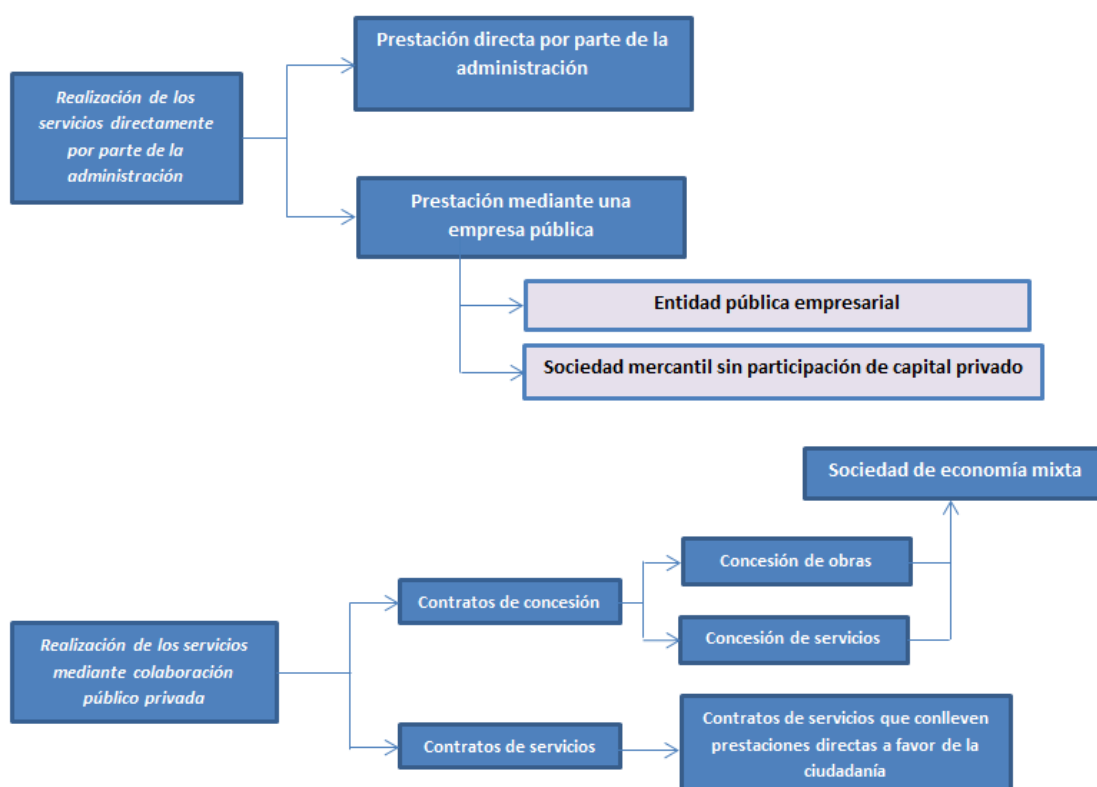 Prestación directa por parte de la
administración
Realización de los
servicios directamente
por parte de la
administración
Prestación mediante una
empresa pública
Entidad pública empresarial
Sociedad mercantil sin participación de capital privado
Sociedad de economía mixta
Concesión de obras
Contratos de concesión
Concesión de servicios
Realización de los servicios
mediante colaboración
público privada
Contratos de servicios
Contratos de servicios que conlleven
prestaciones directas a favor de la
ciudadanía